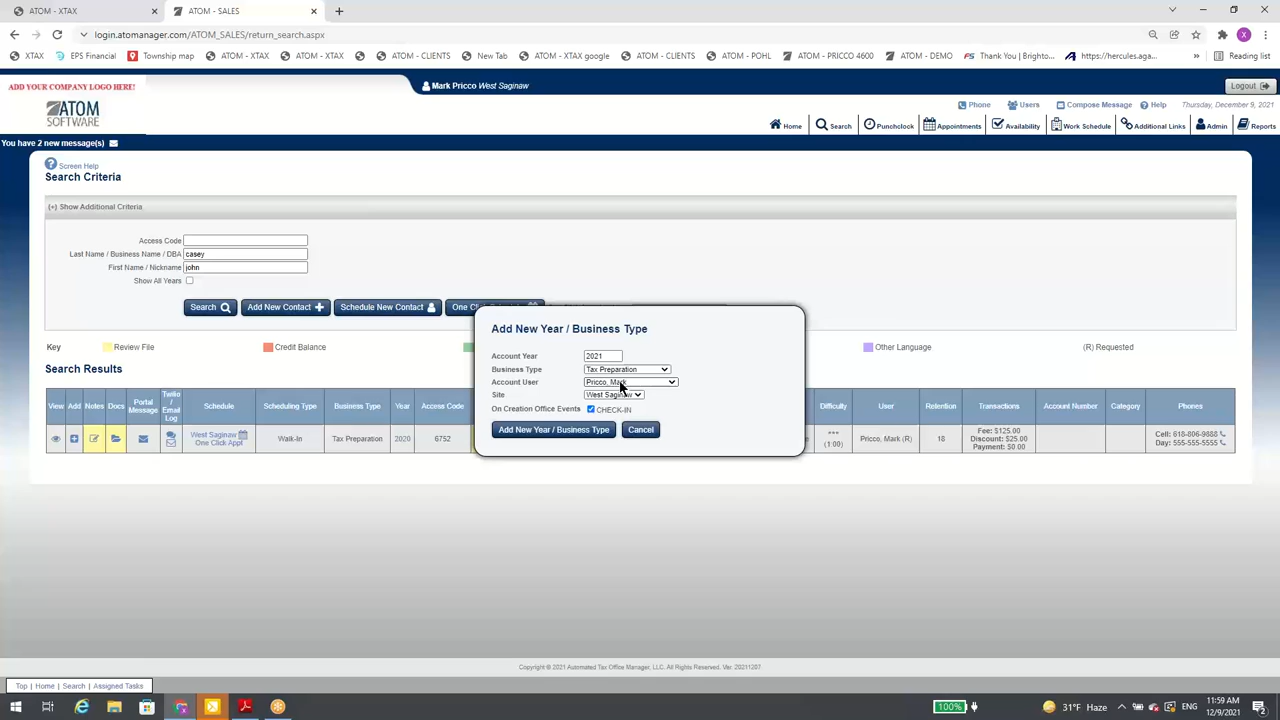 ATOM - XTAX
ATOM - SALES
login.atomanager.com/ATOM_SALES/return_search.aspx
XTAX
EPS Financial
Township map
ATOM - XTAX
ATOM - XTAX
ATOM - CLIENTS
New Tab
ATOM - XTAX google
ATOM - CLIENTS
ATOM - POHL
ATOM - PRICCO 4600
ATOM - DEMO
Thank You | Brighto...
https://hercules.aga...
Reading list
ADD YOUR COMPANY LOGO HERE!
ATOM
SOFTWARE
Mark Pricco West Saginaw
Logout
Phone
Users
Compose Message
Help
Thursday, December 9, 2021
Home
Search
Punchclock
Appointments
Availability
Work Schedule
Additional Links
Admin
Reports
You have 2 new message(s)
Screen Help
Search Criteria
(+) Show Additional Criteria
Access Code
Last Name / Business Name / DBA casey
First Name / Nickname john
Show All Years
Search
Add New Contact
Schedule New Contact
Key
Review File
Credit Balance
Other Language
(R) Requested
Search Results
Add New Year / Business Type
Account Year 2021
Business Type Tax Preparation
Account User Pricco, Mark
Site West Saginaw
On Creation Office Events CHECK-IN
Add New Year / Business Type
Cancel
View
Add
Notes
Docs
Portal Message
Twilio / Email Log
Schedule
Scheduling Type
Business Type
Year
Access Code
Difficulty
User
Retention
Transactions
Account Number
Category
Phones
West Saginaw
One Click Appt
Walk-In
Tax Preparation
2020
6752
***
(1:00)
Pricco, Mark (R)
18
Fee: $125.00
Discount: $25.00
Payment: $0.00
Cell: 618-806-9888
Day: 555-555-5555
Copyright © 2021 Automated Tax Office Manager, LLC. All Rights Reserved. Ver: 20211207
Top | Home | Search | Assigned Tasks
100%
31°F Haze
ENG
11:59 AM
12/9/2021
2